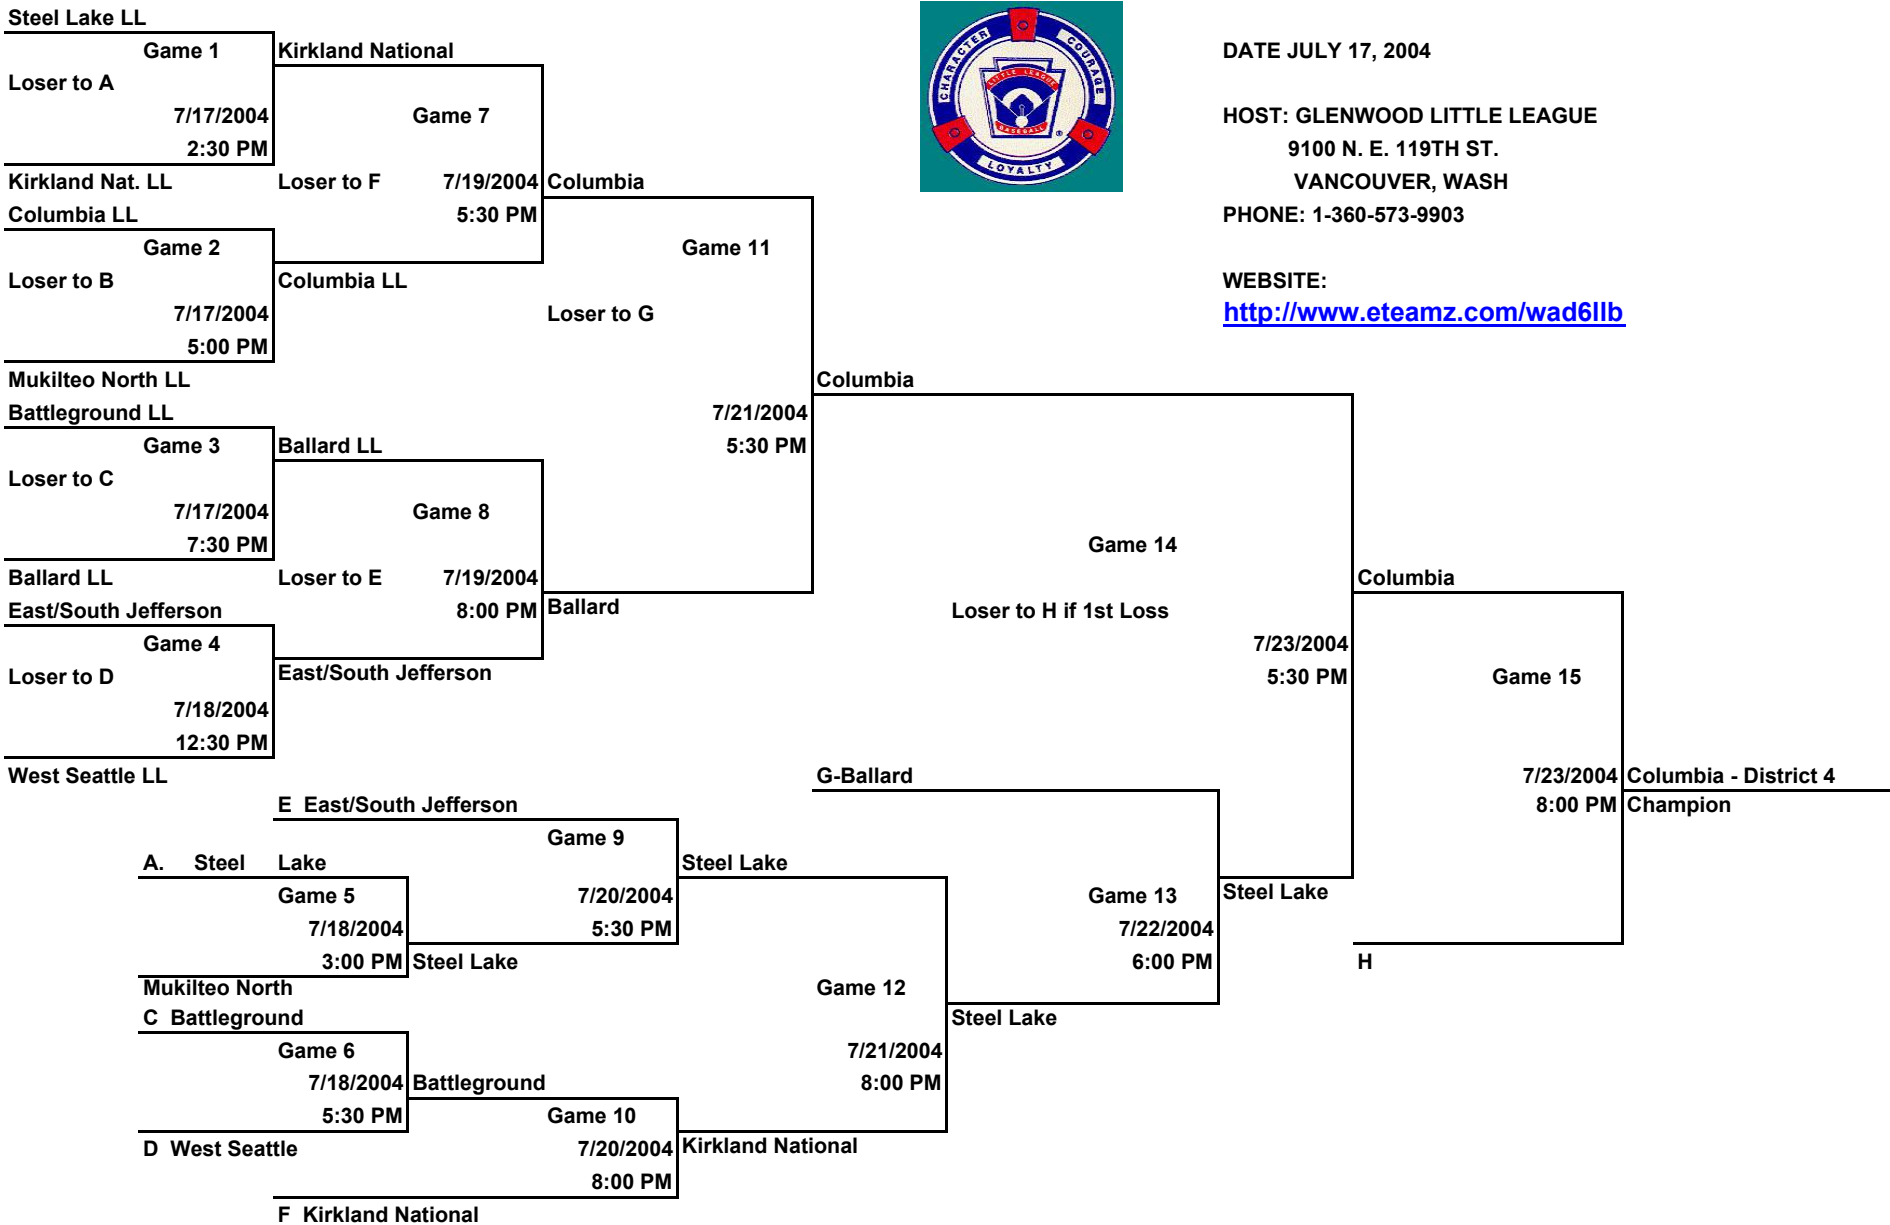 Steel Lake LL
Game 1
Kirkland National
Loser to A
7/17/2004
Game 7
2:30 PM
Kirkland Nat. LL
Loser to F
7/19/2004
Columbia
Columbia LL
5:30 PM
Game 2
Game 11
Loser to B
Columbia LL
7/17/2004
Loser to G
5:00 PM
Mukilteo North LL
Columbia
Battleground LL
7/21/2004
Game 3
Ballard LL
5:30 PM
Loser to C
7/17/2004
Game 8
7:30 PM
Game 14
Ballard LL
Loser to E
7/19/2004
Columbia
East/South Jefferson
8:00 PM
Ballard
Loser to H if 1st Loss
Game 4
7/23/2004
Loser to D
East/South Jefferson
5:30 PM
Game 15
7/18/2004
12:30 PM
West Seattle LL
G-Ballard
7/23/2004
Columbia - District 4
E East/South Jefferson
8:00 PM
Champion
Game 9
A. Steel Lake
Steel Lake
Game 5
7/20/2004
Game 13
Steel Lake
7/18/2004
5:30 PM
7/22/2004
3:00 PM
Steel Lake
6:00 PM
H
Mukilteo North
Game 12
C Battleground
Steel Lake
Game 6
7/21/2004
7/18/2004
Battleground
8:00 PM
5:30 PM
Game 10
D West Seattle
7/20/2004
Kirkland National
8:00 PM
F Kirkland National
CHARACTER
COURAGE
LOYALTY
LITTLE LEAGUE
BASEBALL
®
DATE JULY 17, 2004
HOST: GLENWOOD LITTLE LEAGUE
9100 N. E. 119TH ST.
VANCOUVER, WASH
PHONE: 1-360-573-9903
WEBSITE:
http://www.eteamz.com/wad6llb